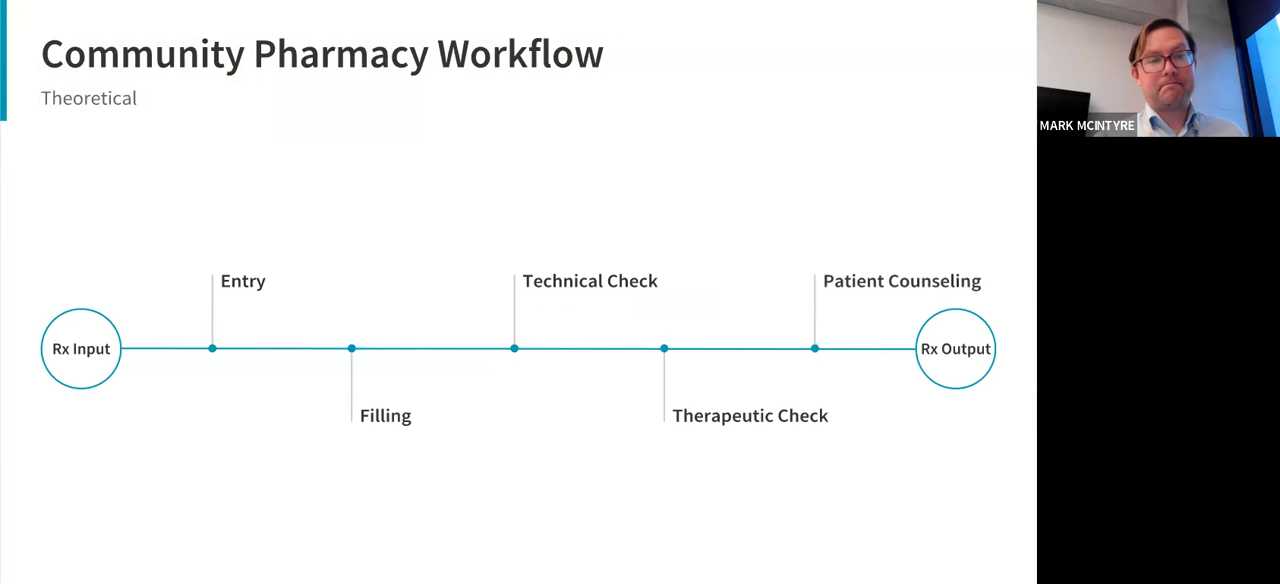 Community Pharmacy Workflow
Theoretical
MARK MCINTYRE
Entry
Technical Check
Patient Counseling
Rx Input
Rx Output
Filling
Therapeutic Check